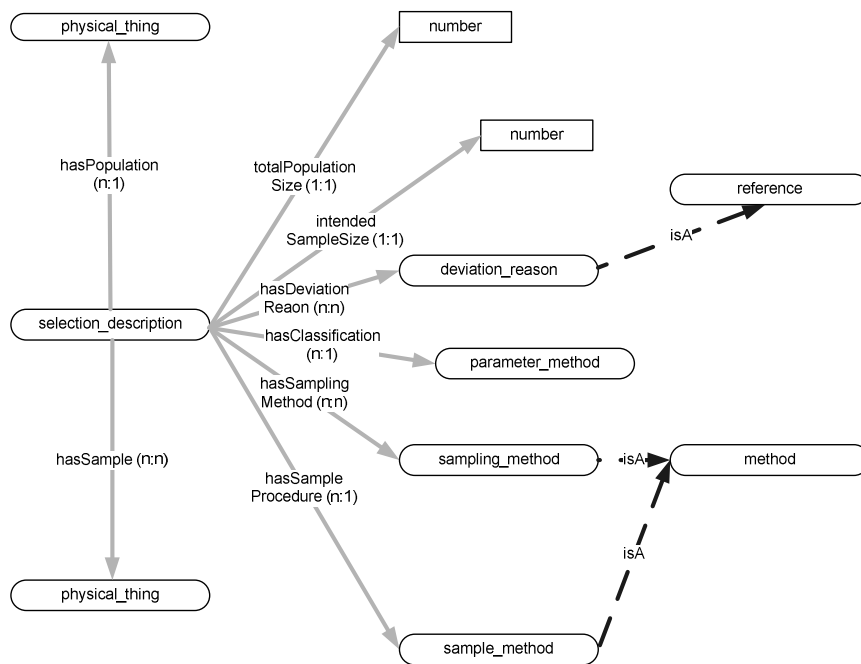 physical_thing
number
number
hasPopulation
(n:1)
totalPopulation
Size (1:1)
reference
intended
SampleSize (1:1)
isA
deviation_reason
hasDeviation
Reaon (n:n)
selection_description
hasClassification
(n:1)
parameter_method
hasSampling
Method (n:n)
hasSample (n:n)
sampling_method
isA
method
hasSample
Procedure (n:1)
isA
physical_thing
sample_method